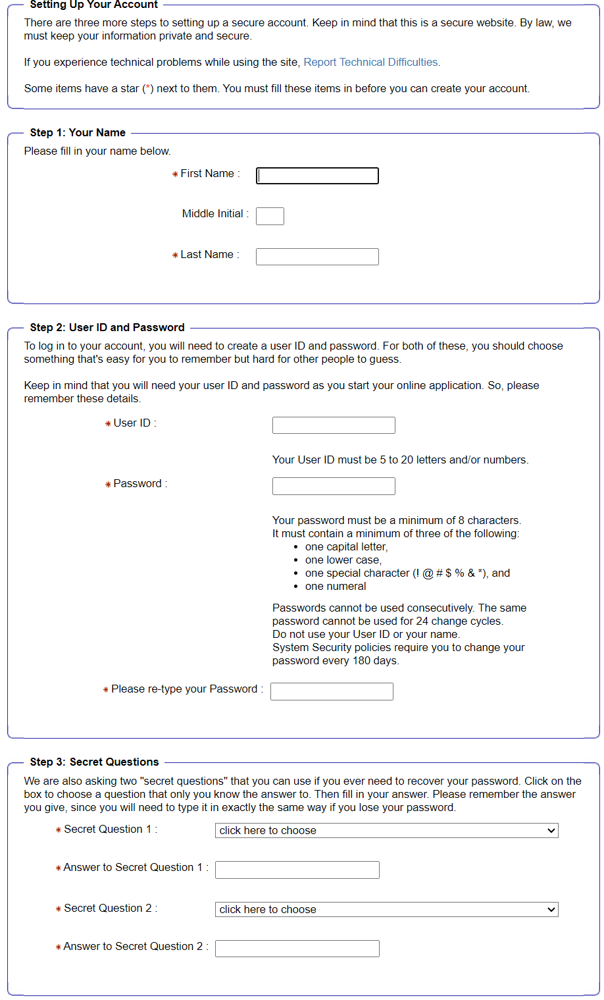 Setting Up Your Account
There are three more steps to setting up a secure account. Keep in mind that this is a secure website. By law, we
must keep your information private and secure.
If you experience technical problems while using the site, Report Technical Difficulties.
Some items have a star (*) next to them. You must fill these items in before you can create your account.
Step 1: Your Name
Please fill in your name below.
* First Name :
Middle Initial :
* Last Name :
Step 2: User ID and Password
To log in to your account, you will need to create a user ID and password. For both of these, you should choose
something that's easy for you to remember but hard for other people to guess.
Keep in mind that you will need your user ID and password as you start your online application. So, please
remember these details.
* User ID :
Your User ID must be 5 to 20 letters and/or numbers.
* Password :
Your password must be a minimum of 8 characters.
It must contain a minimum of three of the following:
• one capital letter,
• one lower case,
• one special character (! @ # $ % & *), and
• one numeral
Passwords cannot be used consecutively. The same
password cannot be used for 24 change cycles.
Do not use your User ID or your name.
System Security policies require you to change your
password every 180 days.
* Please re-type your Password :
Step 3: Secret Questions
We are also asking two "secret questions" that you can use if you ever need to recover your password. Click on the
box to choose a question that only you know the answer to. Then fill in your answer. Please remember the answer
you give, since you will need to type it in exactly the same way if you lose your password.
* Secret Question 1 : click here to choose
* Answer to Secret Question 1 :
* Secret Question 2 : click here to choose
* Answer to Secret Question 2 :